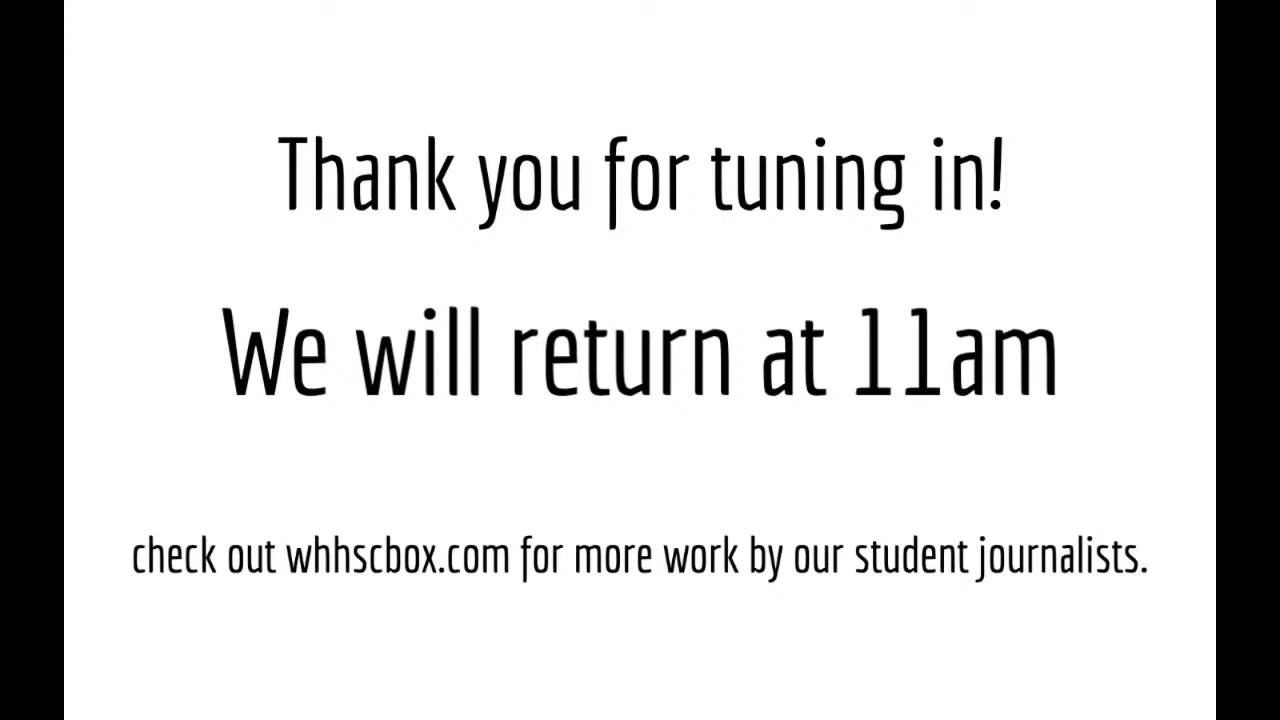 Thank you for tuning in!
We will return at 11am
check out whhscbox.com for more work by our student journalists.